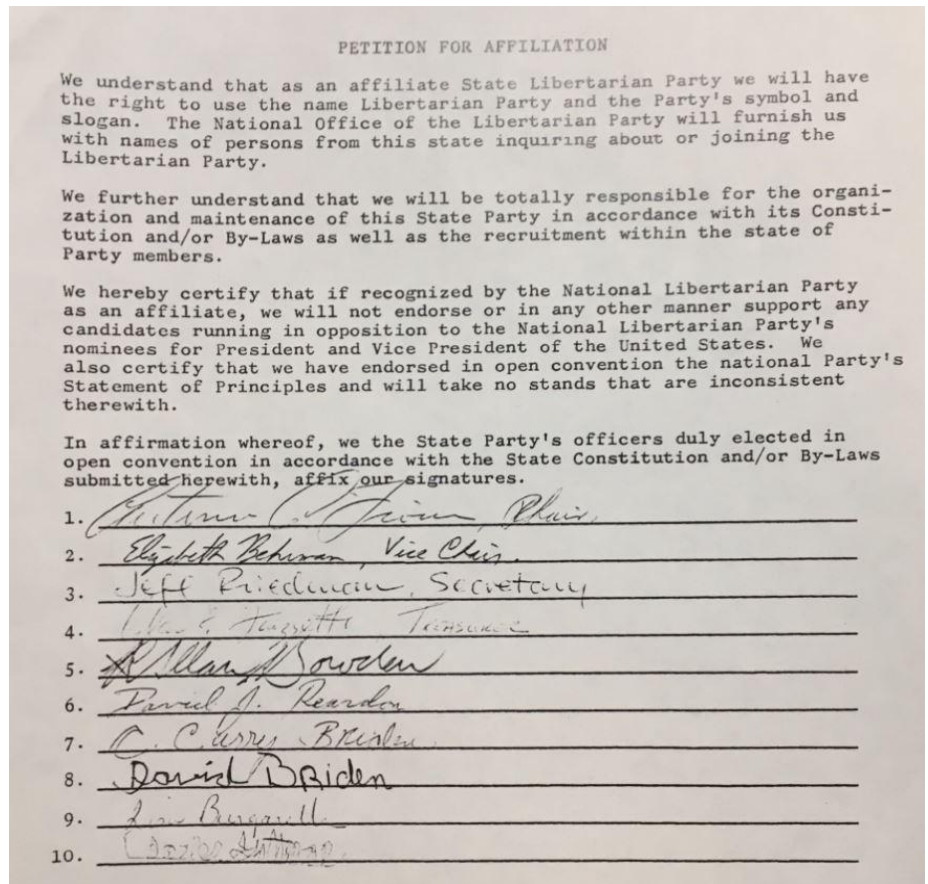 PETITION FOR AFFILIATION
We understand that as an affiliate State Libertarian Party we will have
the right to use the name Libertarian Party and the Party's symbol and
slogan. The National Office of the Libertarian Party will furnish us
with names of persons from this state inquiring about or joining the
Libertarian Party.
We further understand that we will be totally responsible for the organi-
zation and maintenance of this State Party in accordance with its Consti-
tution and/or By-Laws as well as the recruitment within the state of
Party members.
We hereby certify that if recognized by the National Libertarian Party
as an affiliate, we will not endorse or in any other manner support any
candidates running in opposition to the National Libertarian Party's
nominees for President and Vice President of the United States. We
also certify that we have endorsed in open convention the national Party's
Statement of Principles and will take no stands that are inconsistent
therewith.
In affirmation whereof, we the State Party's officers duly elected in
open convention in accordance with the State Constitution and/or By-Laws
submitted herewith, affix our signatures.
1. Chair.
2. Elizabeth Behrman, Vice Chair.
3. Jeff Friedman, Secretary
4. Treasurer
5. Allan Bowden
6. David J. Reardon
7. C. Curry Briden
8. David Briden
9.
10.